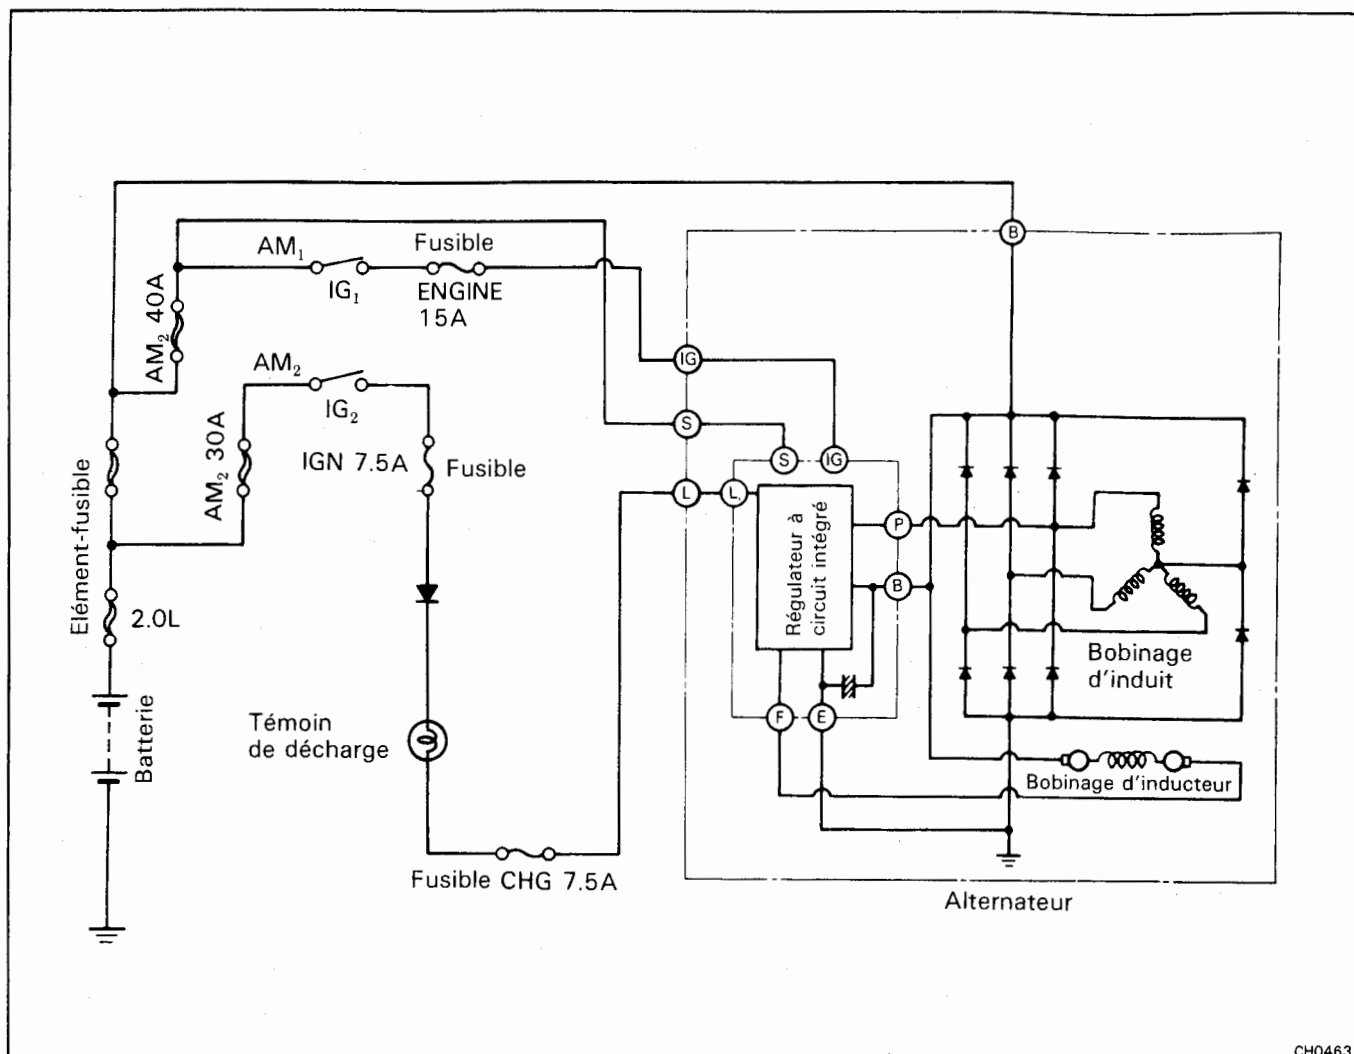 B
AM₁
Fusible
IG₁
ENGINE
15A
AM₂ 40A
IG
AM₂
IG₂
S
AM₂ 30A
IGN 7.5A
Fusible
S
IG
Elément-fusible
L
L.
P
Régulateur à
circuit intégré
B
2.0L
Bobinage
d'induit
Batterie
Témoin
de décharge
F
E
Bobinage d'inducteur
Fusible CHG 7.5A
Alternateur
CH0463